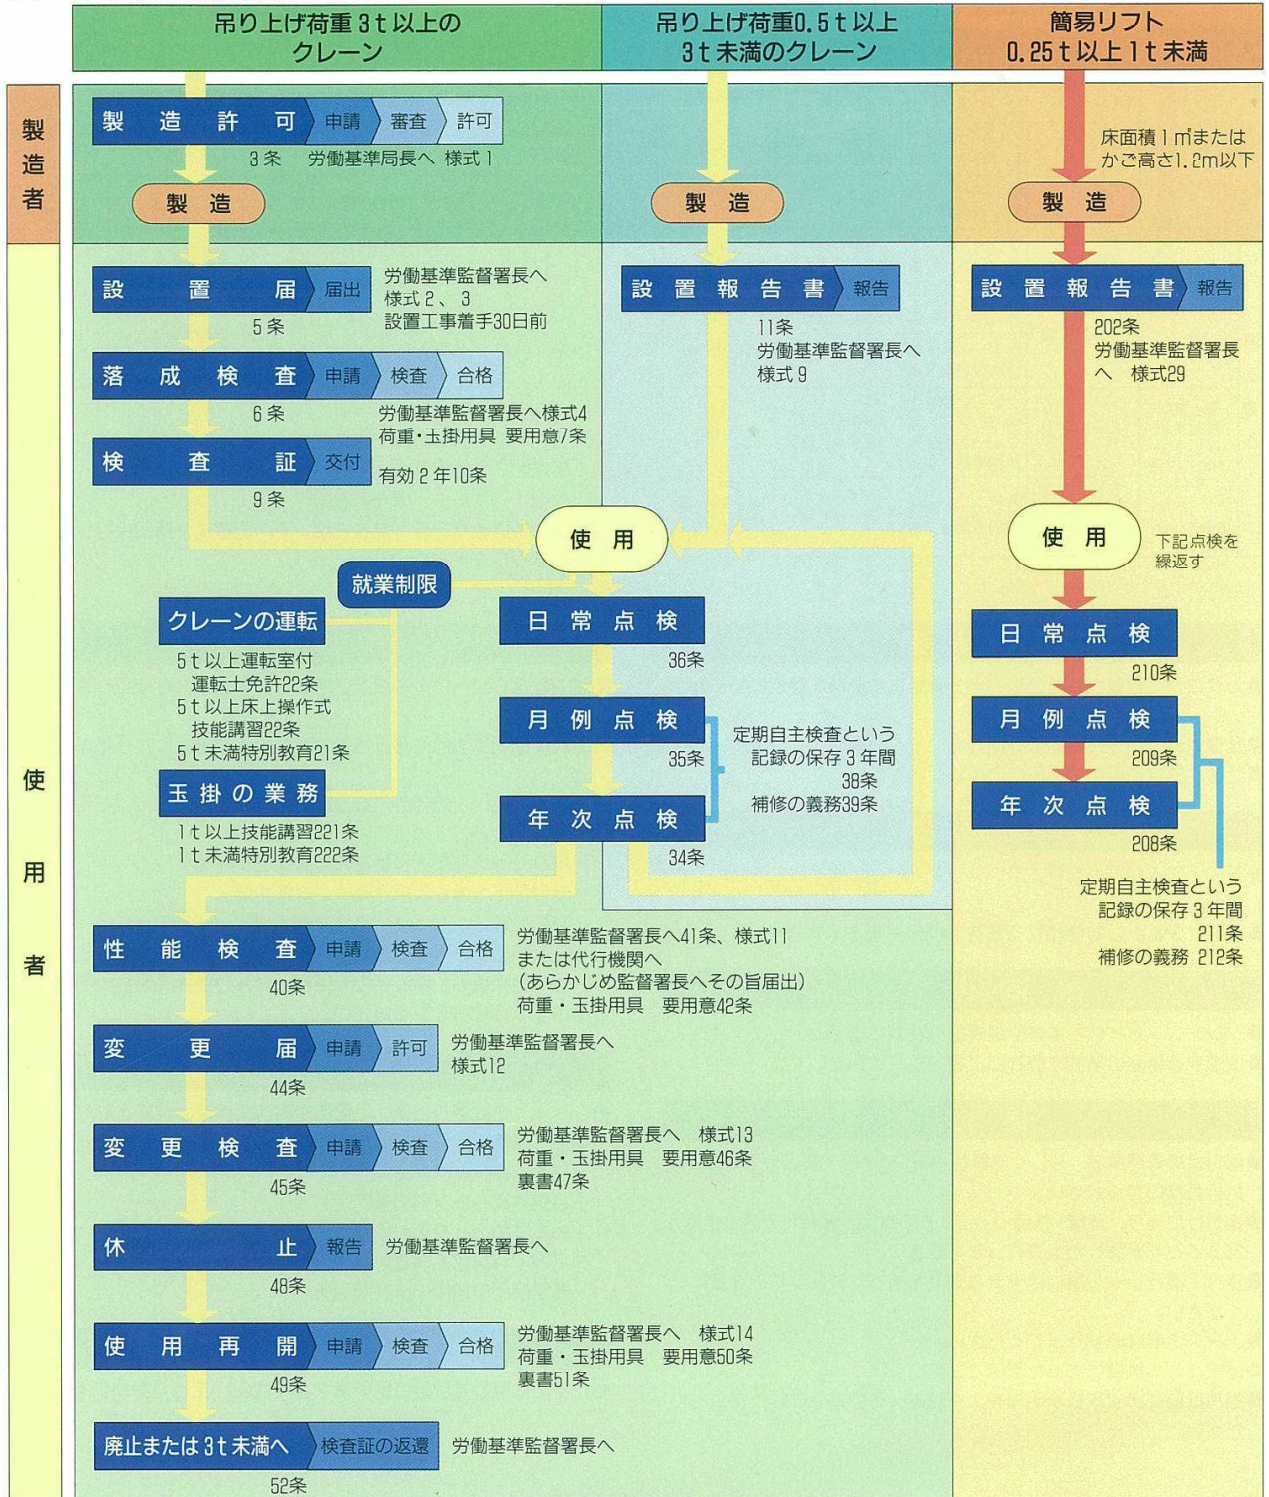 吊り上げ荷重3t以上の
クレーン
吊り上げ荷重0.5t以上
3t未満のクレーン
簡易リフト
0.25t以上1t未満
製造者
製造許可 申請 審査 許可
3条 労働基準局長へ 様式1
製造
製造
床面積1㎡または
かご高さ1.2m以下
製造
使用者
設置届 届出
5条
労働基準監督署長へ
様式2、3
設置工事着手30日前
落成検査 申請 検査 合格
6条
労働基準監督署長へ様式4
荷重・玉掛用具 要用意7条
検査証 交付
9条
有効2年10条
設置報告書 報告
11条
労働基準監督署長へ
様式9
設置報告書 報告
202条
労働基準監督署長
へ 様式29
使用
就業制限
クレーンの運転
5t以上運転室付
運転士免許22条
5t以上床上操作式
技能講習22条
5t未満特別教育21条
玉掛の業務
1t以上技能講習221条
1t未満特別教育222条
日常点検
36条
月例点検
35条
年次点検
34条
定期自主検査という
記録の保存3年間
38条
補修の義務39条
使用
下記点検を
繰返す
日常点検
210条
月例点検
209条
年次点検
208条
定期自主検査という
記録の保存3年間
211条
補修の義務 212条
性能検査 申請 検査 合格
40条
労働基準監督署長へ41条、様式11
または代行機関へ
(あらかじめ監督署長へその旨届出)
荷重・玉掛用具 要用意42条
変更届 申請 許可
44条
労働基準監督署長へ
様式12
変更検査 申請 検査 合格
45条
労働基準監督署長へ 様式13
荷重・玉掛用具 要用意46条
裏書47条
休止 報告
48条
労働基準監督署長へ
使用再開 申請 検査 合格
49条
労働基準監督署長へ 様式14
荷重・玉掛用具 要用意50条
裏書51条
廃止または3t未満へ 検査証の返還
52条
労働基準監督署長へ